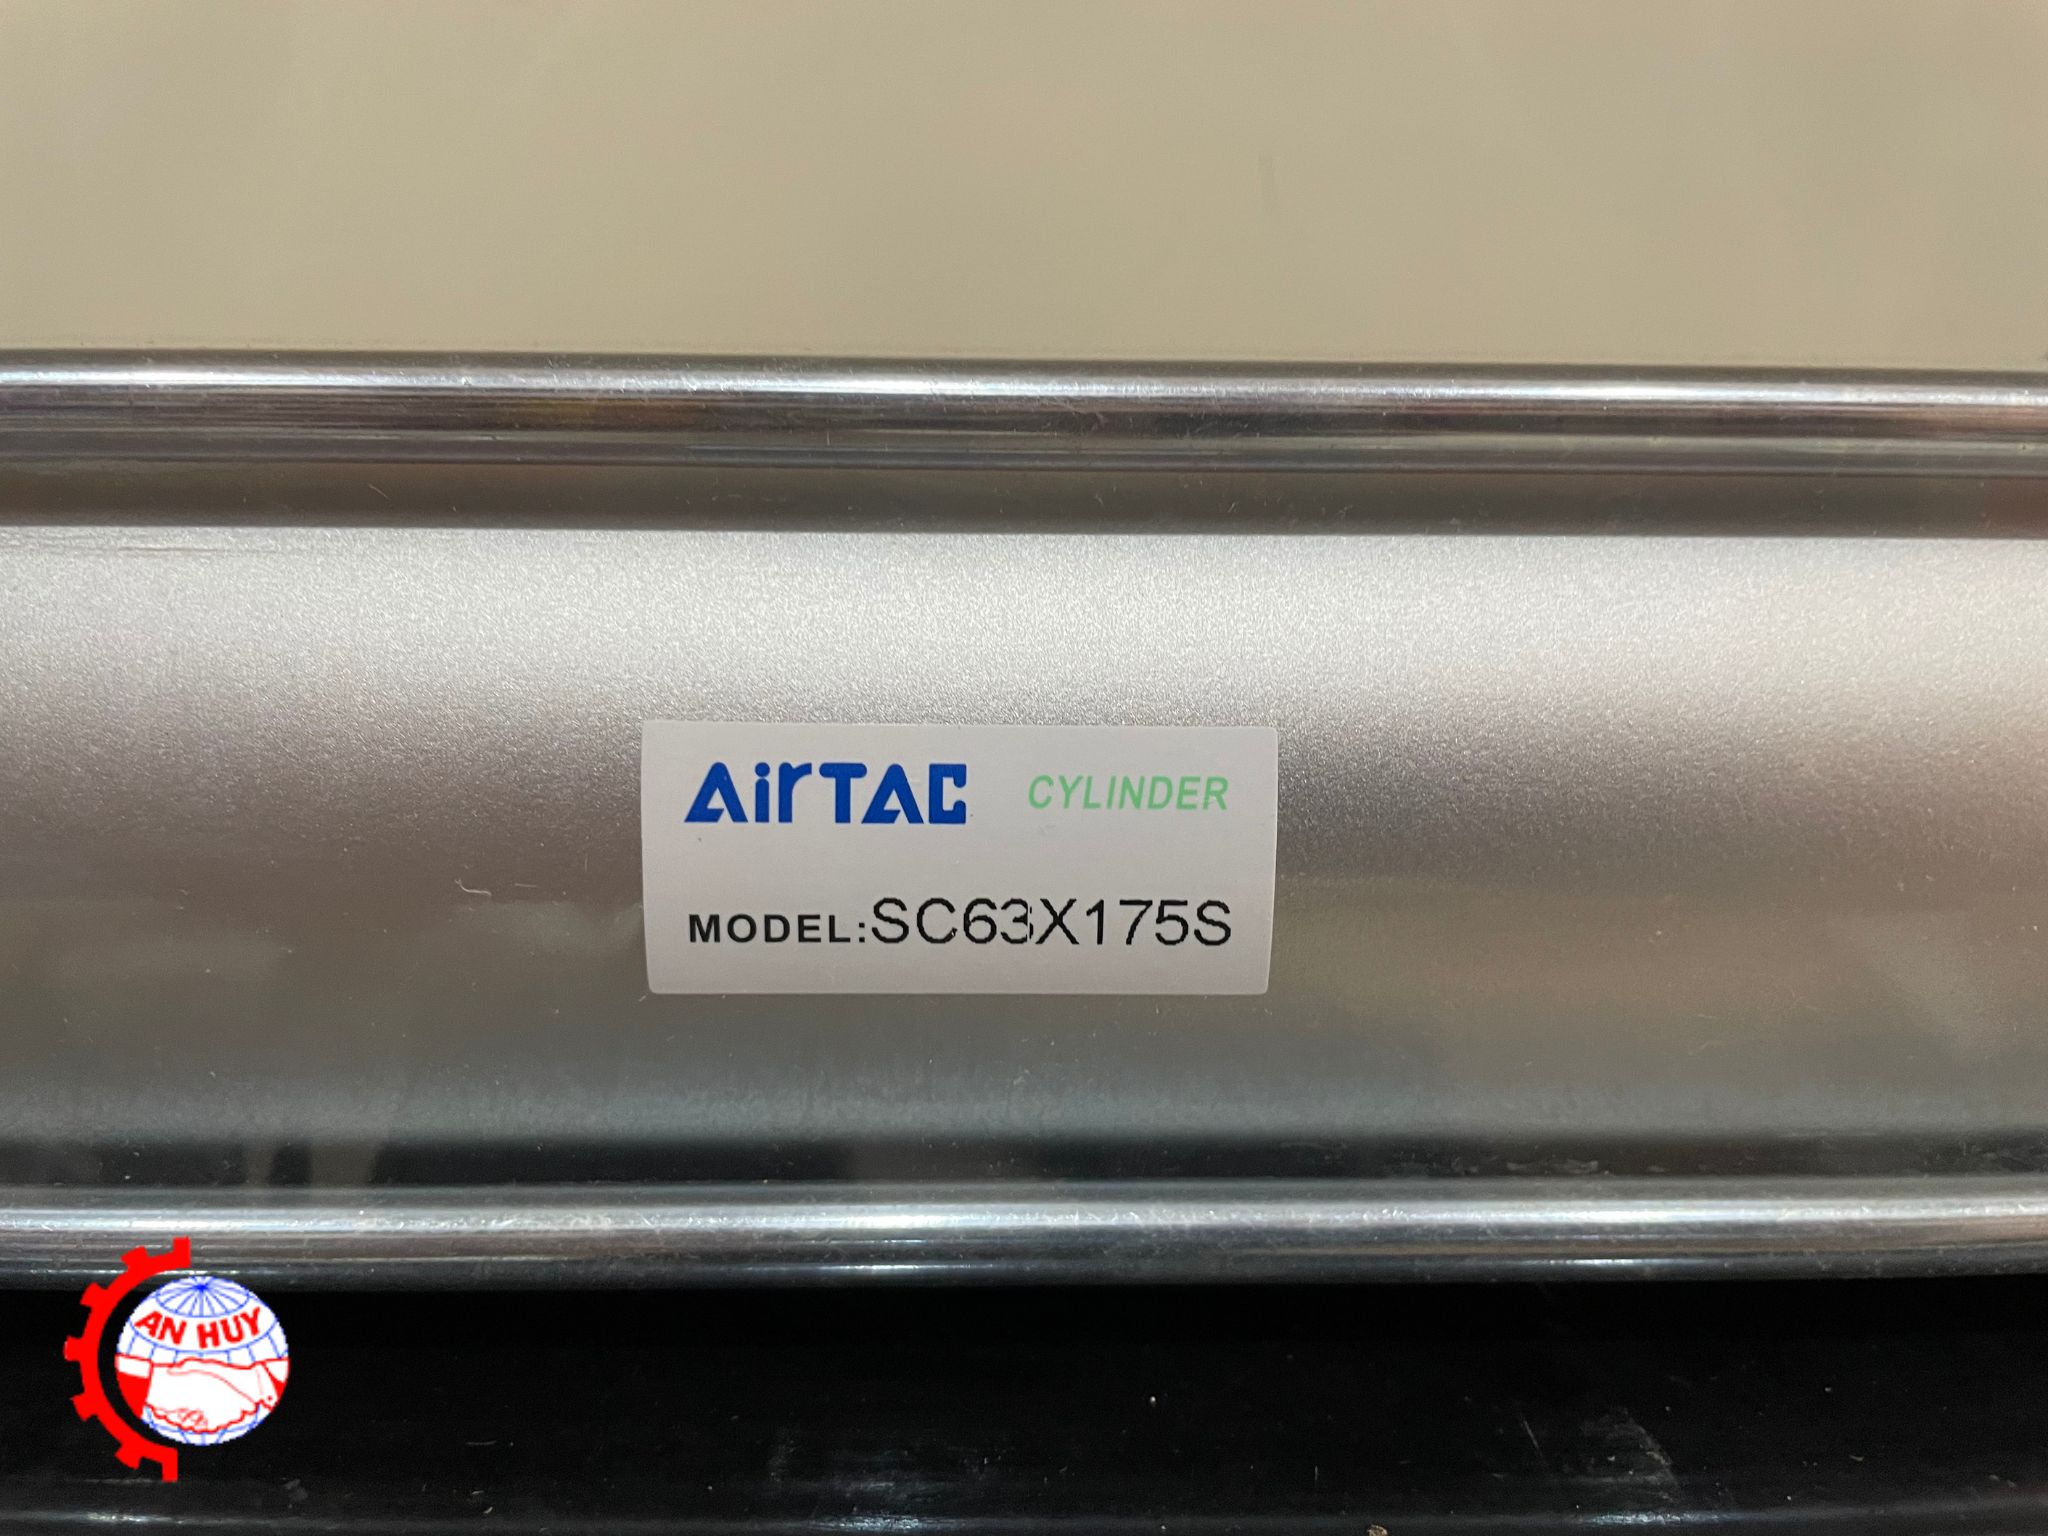 AirTAC CYLINDER
MODEL:SC63X175S
AN HUY